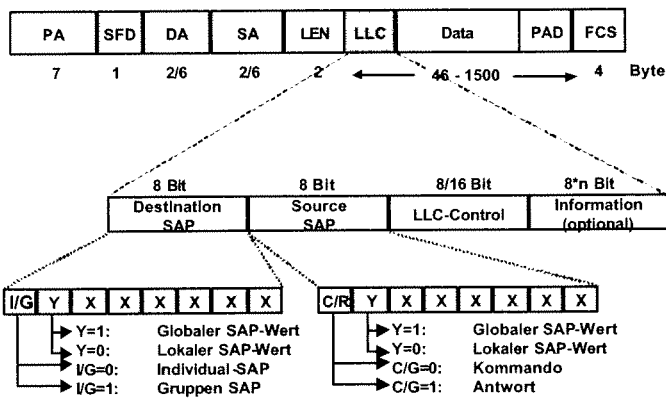 PA SFD DA SA LEN LLC Data PAD FCS
7 1 2/6 2/6 2 46 - 1500 4 Byte
8 Bit 8 Bit 8/16 Bit 8*n Bit
Destination SAP Source SAP LLC-Control Information (optional)
I/G Y X X X X X X
C/R Y X X X X X X
Y=1: Globaler SAP-Wert
Y=0: Lokaler SAP-Wert
I/G=0: Individual-SAP
I/G=1: Gruppen SAP
Y=1: Globaler SAP-Wert
Y=0: Lokaler SAP-Wert
C/G=0: Kommando
C/G=1: Antwort